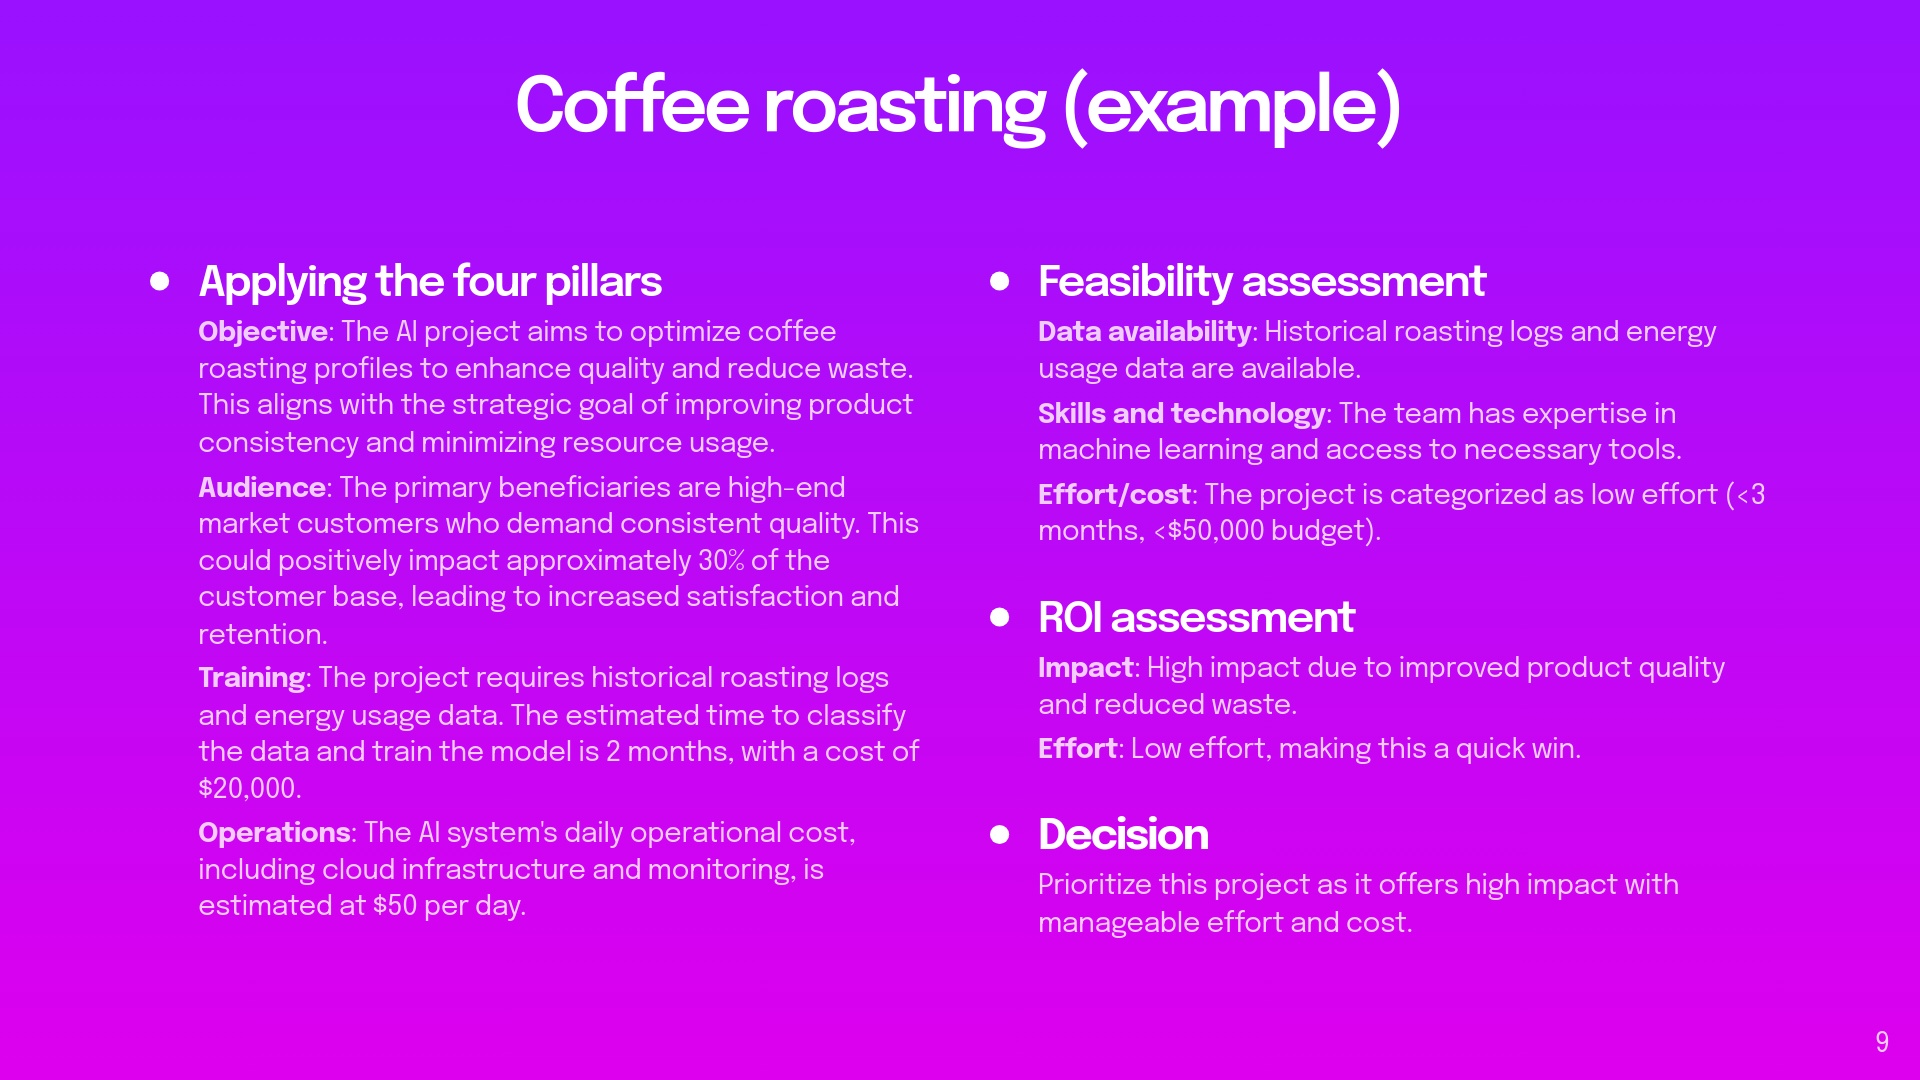 Coffee roasting (example)
● Applying the four pillars
Objective: The AI project aims to optimize coffee
roasting profiles to enhance quality and reduce waste.
This aligns with the strategic goal of improving product
consistency and minimizing resource usage.
Audience: The primary beneficiaries are high-end
market customers who demand consistent quality. This
could positively impact approximately 30% of the
customer base, leading to increased satisfaction and
retention.
Training: The project requires historical roasting logs
and energy usage data. The estimated time to classify
the data and train the model is 2 months, with a cost of
$20,000.
Operations: The AI system's daily operational cost,
including cloud infrastructure and monitoring, is
estimated at $50 per day.
● Feasibility assessment
Data availability: Historical roasting logs and energy
usage data are available.
Skills and technology: The team has expertise in
machine learning and access to necessary tools.
Effort/cost: The project is categorized as low effort (<3
months, <$50,000 budget).
● ROI assessment
Impact: High impact due to improved product quality
and reduced waste.
Effort: Low effort, making this a quick win.
● Decision
Prioritize this project as it offers high impact with
manageable effort and cost.
9